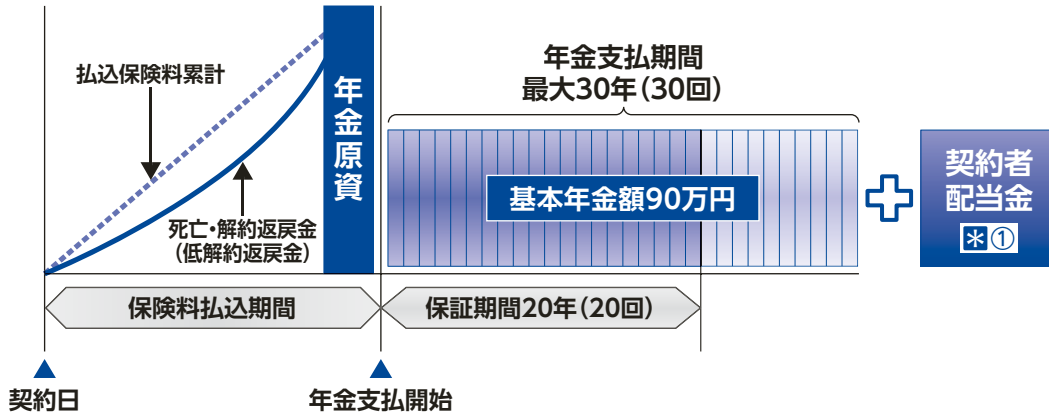 払込保険料累計
年金原資
死亡・解約返戻金
(低解約返戻金)
年金支払期間
最大30年(30回)
基本年金額90万円
契約者
配当金
＊①
保険料払込期間
保証期間20年(20回)
契約日
年金支払開始